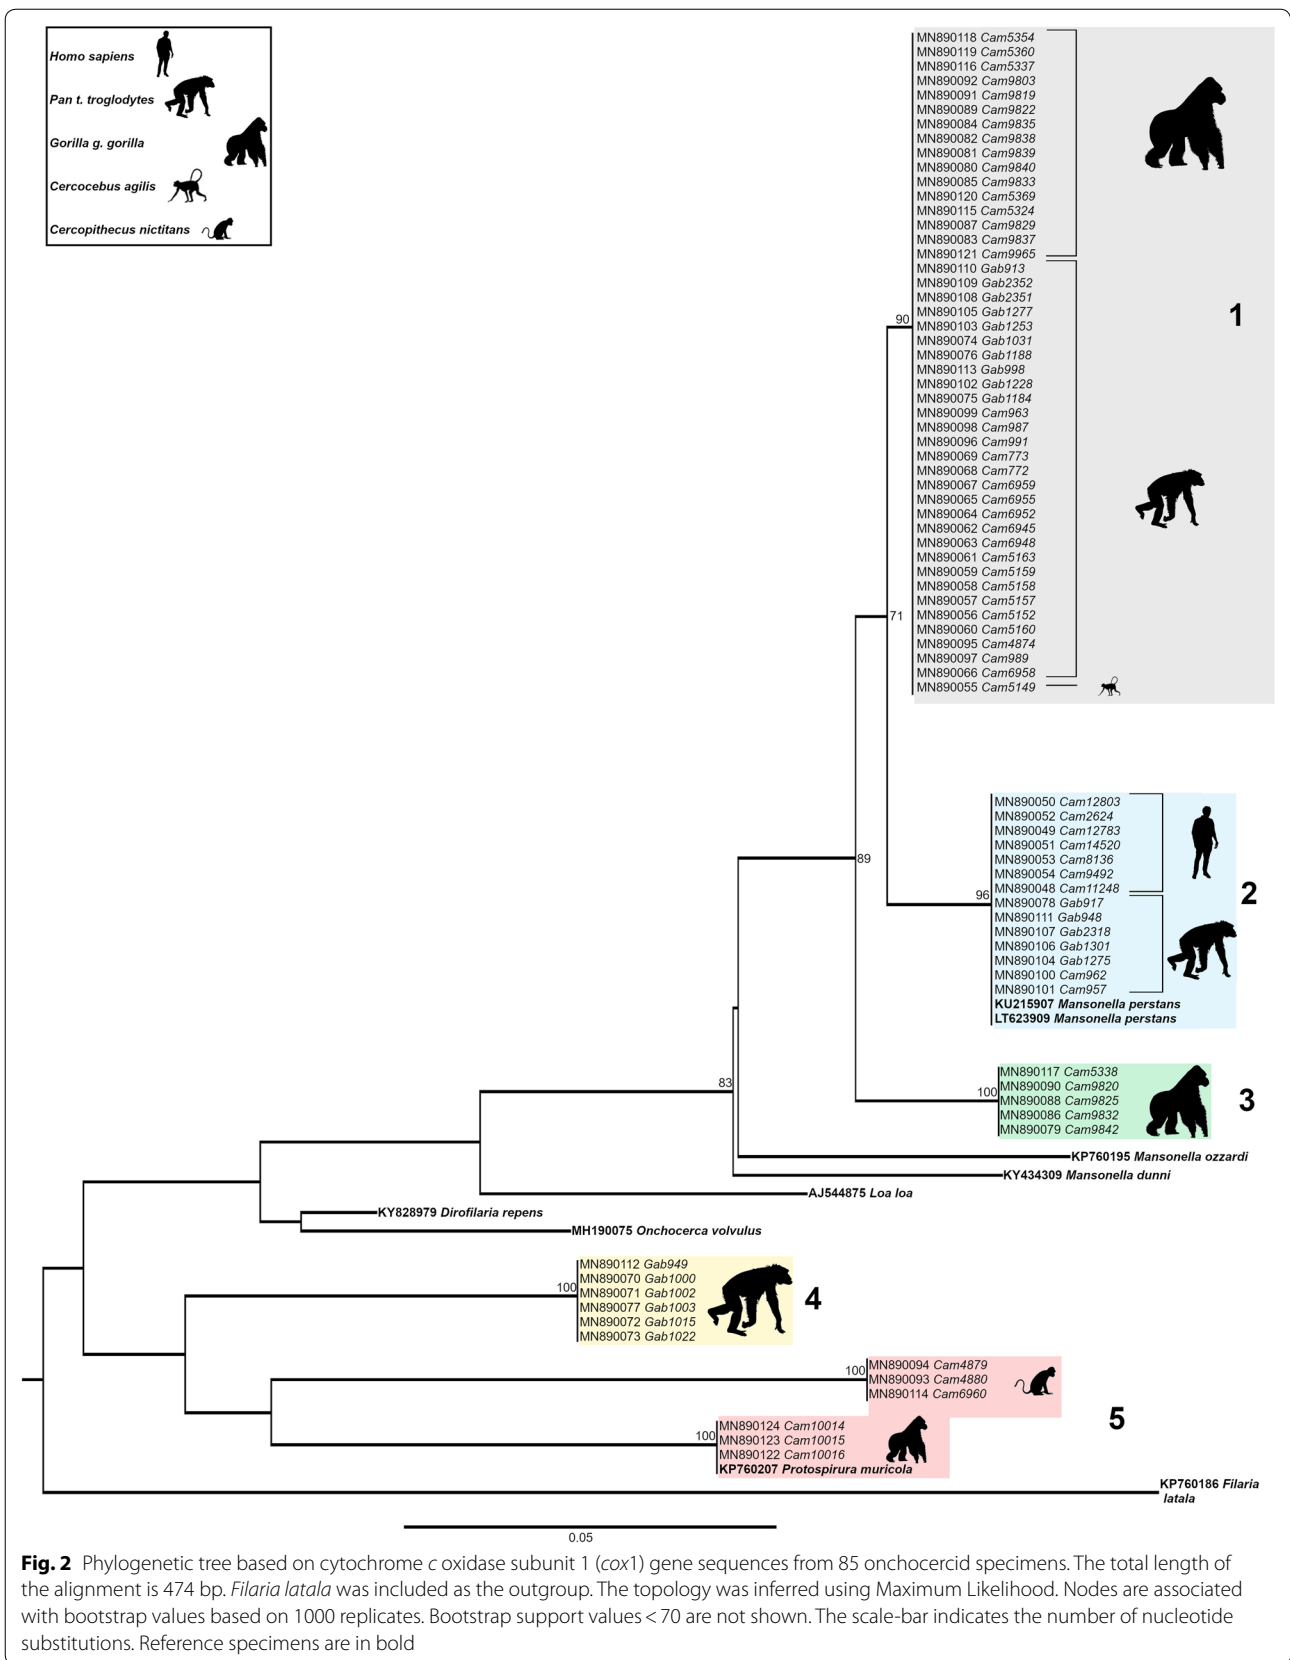 Homo sapiens
Pan t. troglodytes
Gorilla g. gorilla
Cercocebus agilis
Cercopithecus nictitans
MN890118 Cam5354
MN890119 Cam5360
MN890116 Cam5337
MN890092 Cam9803
MN890091 Cam9819
MN890089 Cam9822
MN890084 Cam9835
MN890082 Cam9838
MN890081 Cam9839
MN890080 Cam9840
MN890085 Cam9833
MN890120 Cam5369
MN890115 Cam5324
MN890087 Cam9829
MN890083 Cam9837
MN890121 Cam9965
MN890110 Gab913
MN890109 Gab2352
MN890108 Gab2351
MN890105 Gab1277
MN890103 Gab1253
MN890074 Gab1031
MN890076 Gab1188
MN890113 Gab998
MN890102 Gab1228
MN890075 Gab1184
MN890099 Cam963
MN890098 Cam987
MN890096 Cam991
MN890069 Cam773
MN890068 Cam772
MN890067 Cam6959
MN890065 Cam6955
MN890064 Cam6952
MN890062 Cam6945
MN890063 Cam6948
MN890061 Cam5163
MN890059 Cam5159
MN890058 Cam5158
MN890057 Cam5157
MN890056 Cam5152
MN890060 Cam5160
MN890095 Cam4874
MN890097 Cam989
MN890066 Cam6958
MN890055 Cam5149
1
90
71
89
MN890050 Cam12803
MN890052 Cam2624
MN890049 Cam12783
MN890051 Cam14520
MN890053 Cam8136
MN890054 Cam9492
MN890048 Cam11248
MN890078 Gab917
MN890111 Gab948
MN890107 Gab2318
MN890106 Gab1301
MN890104 Gab1275
MN890100 Cam962
MN890101 Cam957
KU215907 Mansonella perstans
LT623909 Mansonella perstans
96
2
MN890117 Cam5338
MN890090 Cam9820
MN890088 Cam9825
MN890086 Cam9832
MN890079 Cam9842
100
3
83
KP760195 Mansonella ozzardi
KY434309 Mansonella dunni
AJ544875 Loa loa
KY828979 Dirofilaria repens
MH190075 Onchocerca volvulus
MN890112 Gab949
MN890070 Gab1000
MN890071 Gab1002
MN890077 Gab1003
MN890072 Gab1015
MN890073 Gab1022
100
4
MN890094 Cam4879
MN890093 Cam4880
MN890114 Cam6960
100
5
MN890124 Cam10014
MN890123 Cam10015
MN890122 Cam10016
KP760207 Protospirura muricola
100
KP760186 Filaria
latala
0.05
Fig. 2 Phylogenetic tree based on cytochrome c oxidase subunit 1 (cox1) gene sequences from 85 onchocercid specimens. The total length of
the alignment is 474 bp. Filaria latala was included as the outgroup. The topology was inferred using Maximum Likelihood. Nodes are associated
with bootstrap values based on 1000 replicates. Bootstrap support values < 70 are not shown. The scale-bar indicates the number of nucleotide
substitutions. Reference specimens are in bold